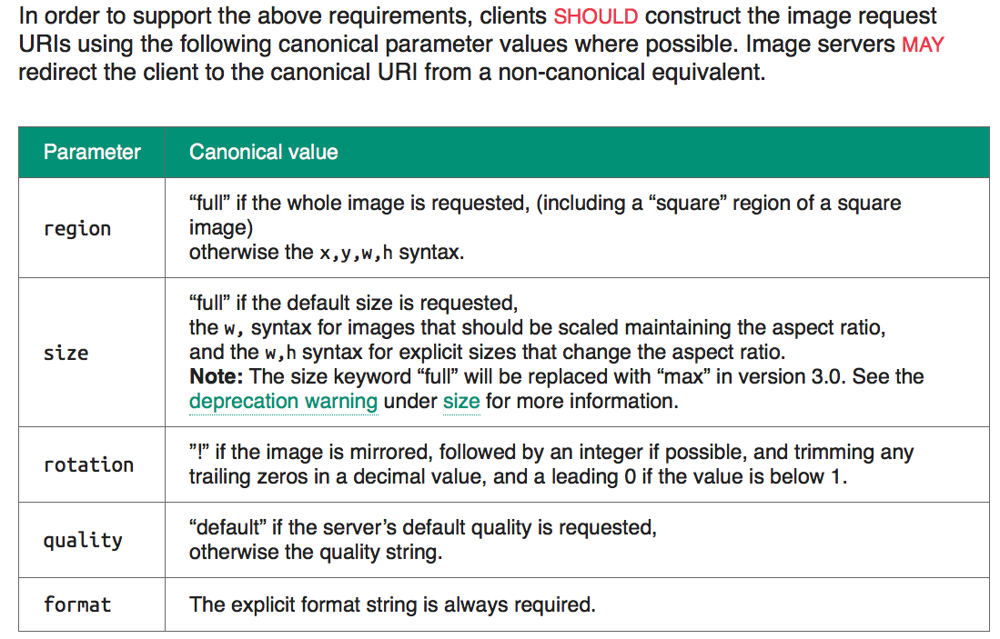 In order to support the above requirements, clients SHOULD construct the image request
URIs using the following canonical parameter values where possible. Image servers MAY
redirect the client to the canonical URI from a non-canonical equivalent.
Parameter Canonical value
region
“full” if the whole image is requested, (including a “square” region of a square
image)
otherwise the x,y,w,h syntax.
size
“full” if the default size is requested,
the w, syntax for images that should be scaled maintaining the aspect ratio,
and the w,h syntax for explicit sizes that change the aspect ratio.
Note: The size keyword “full” will be replaced with “max” in version 3.0. See the
deprecation warning under size for more information.
rotation
”!” if the image is mirrored, followed by an integer if possible, and trimming any
trailing zeros in a decimal value, and a leading 0 if the value is below 1.
quality
“default” if the server’s default quality is requested,
otherwise the quality string.
format The explicit format string is always required.